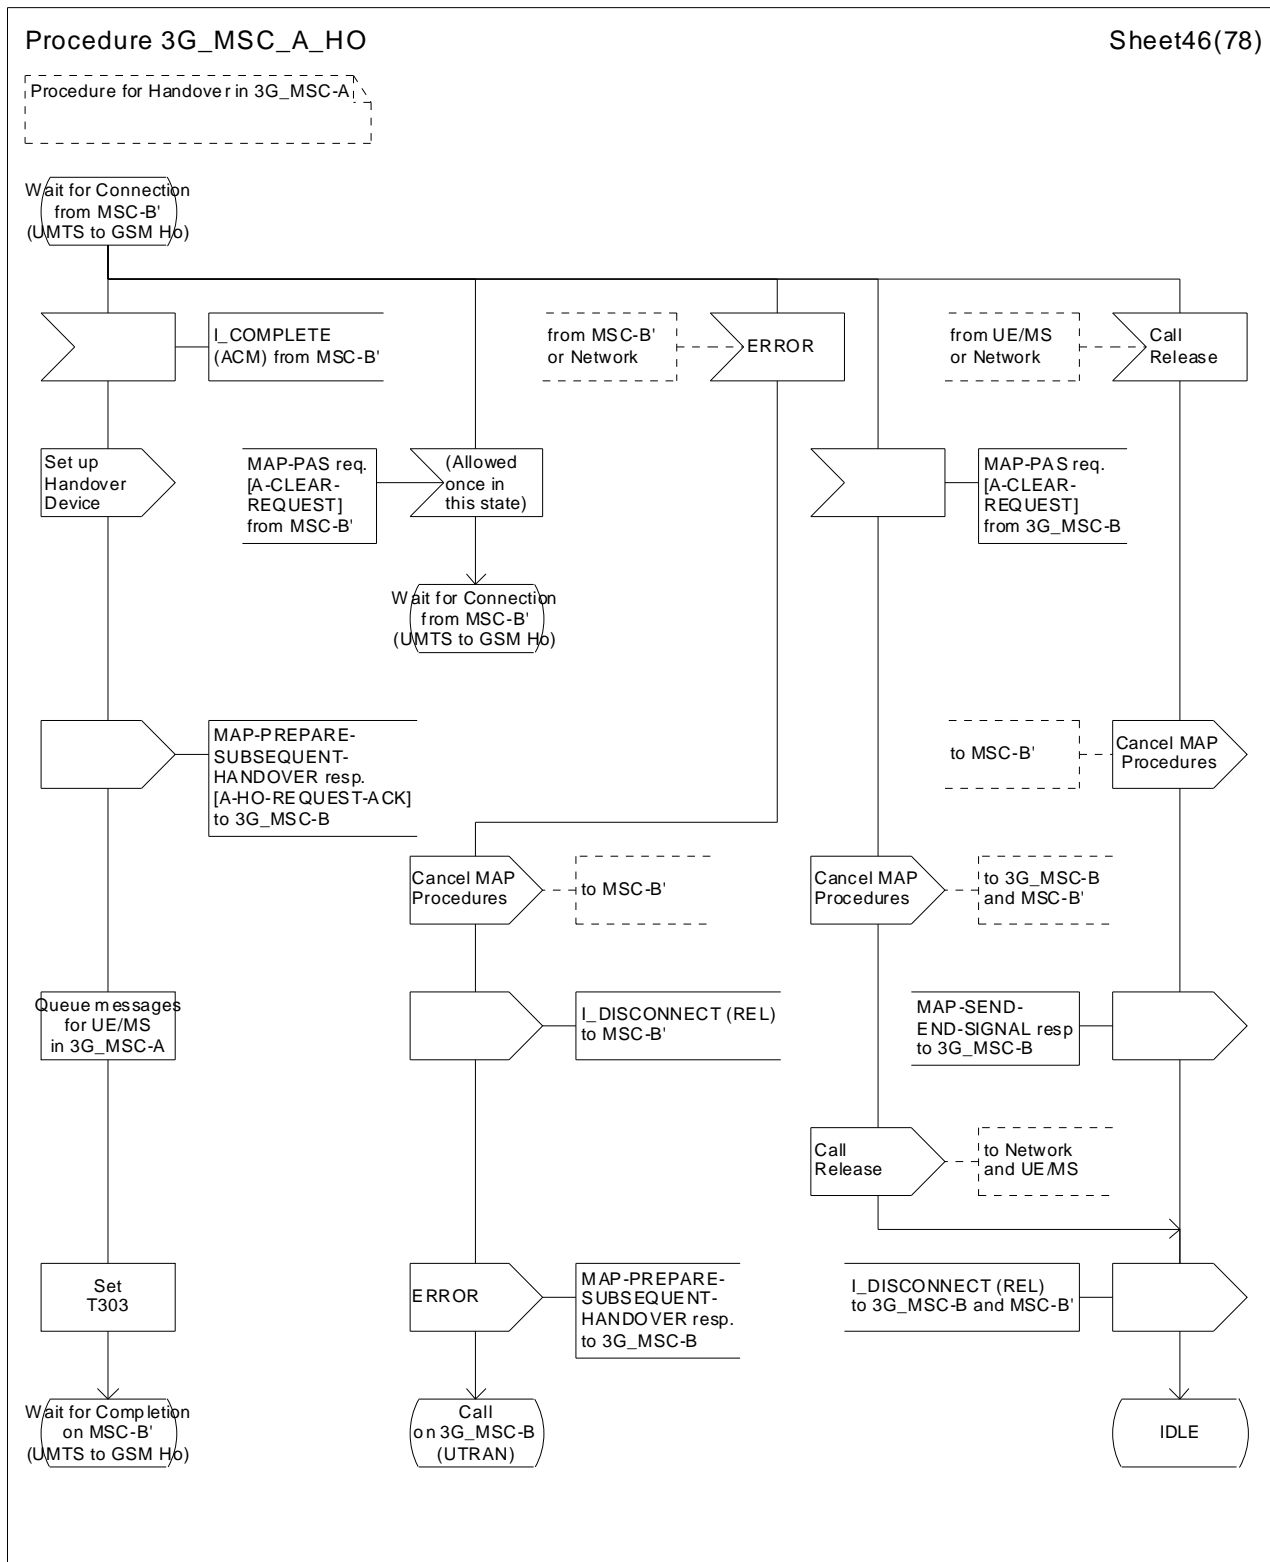 Procedure 3G_MSC_A_HO
Sheet46(78)
Procedure for Handover in 3G_MSC-A
Wait for Connection
from MSC-B'
(UMTS to GSM Ho)
I_COMPLETE
(ACM) from MSC-B'
from MSC-B'
or Network
ERROR
from UE/MS
or Network
Call
Release
Set up
Handover
Device
MAP-PAS req.
[A-CLEAR-
REQUEST]
from MSC-B'
(Allowed
once in
this state)
MAP-PAS req.
[A-CLEAR-
REQUEST]
from 3G_MSC-B
Wait for Connection
from MSC-B'
(UMTS to GSM Ho)
MAP-PREPARE-
SUBSEQUENT-
HANDOVER resp.
[A-HO-REQUEST-ACK]
to 3G_MSC-B
to MSC-B'
Cancel MAP
Procedures
Cancel MAP
Procedures
to MSC-B'
Cancel MAP
Procedures
to 3G_MSC-B
and MSC-B'
Queue messages
for UE/MS
in 3G_MSC-A
I_DISCONNECT (REL)
to MSC-B'
MAP-SEND-
END-SIGNAL resp
to 3G_MSC-B
Call
Release
to Network
and UE/MS
Set
T303
ERROR
MAP-PREPARE-
SUBSEQUENT-
HANDOVER resp.
to 3G_MSC-B
I_DISCONNECT (REL)
to 3G_MSC-B and MSC-B'
Wait for Completion
on MSC-B'
(UMTS to GSM Ho)
Call
on 3G_MSC-B
(UTRAN)
IDLE